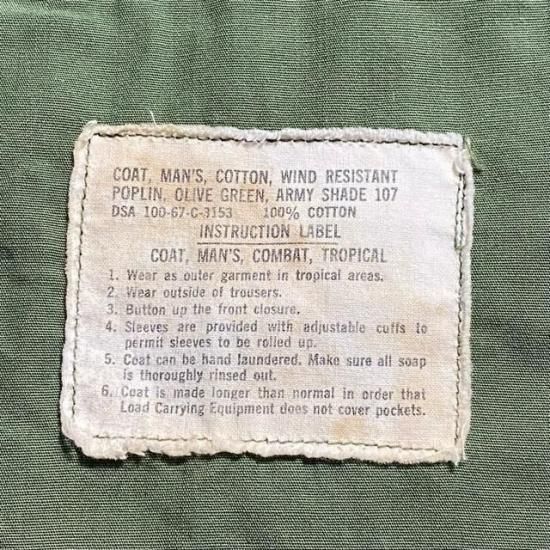 COAT, MAN'S, COTTON, WIND RESISTANT
POPLIN, OLIVE GREEN, ARMY SHADE 107
DSA 100-67-C-3153 100% COTTON
INSTRUCTION LABEL
COAT, MAN'S, COMBAT, TROPICAL
1. Wear as outer garment in tropical areas.
2. Wear outside of trousers.
3. Button up the front closure.
4. Sleeves are provided with adjustable cuffs to
permit sleeves to be rolled up.
5. Coat can be hand laundered. Make sure all soap
is thoroughly rinsed out.
6. Coat is made longer than normal in order that
Load Carrying Equipment does not cover pockets.